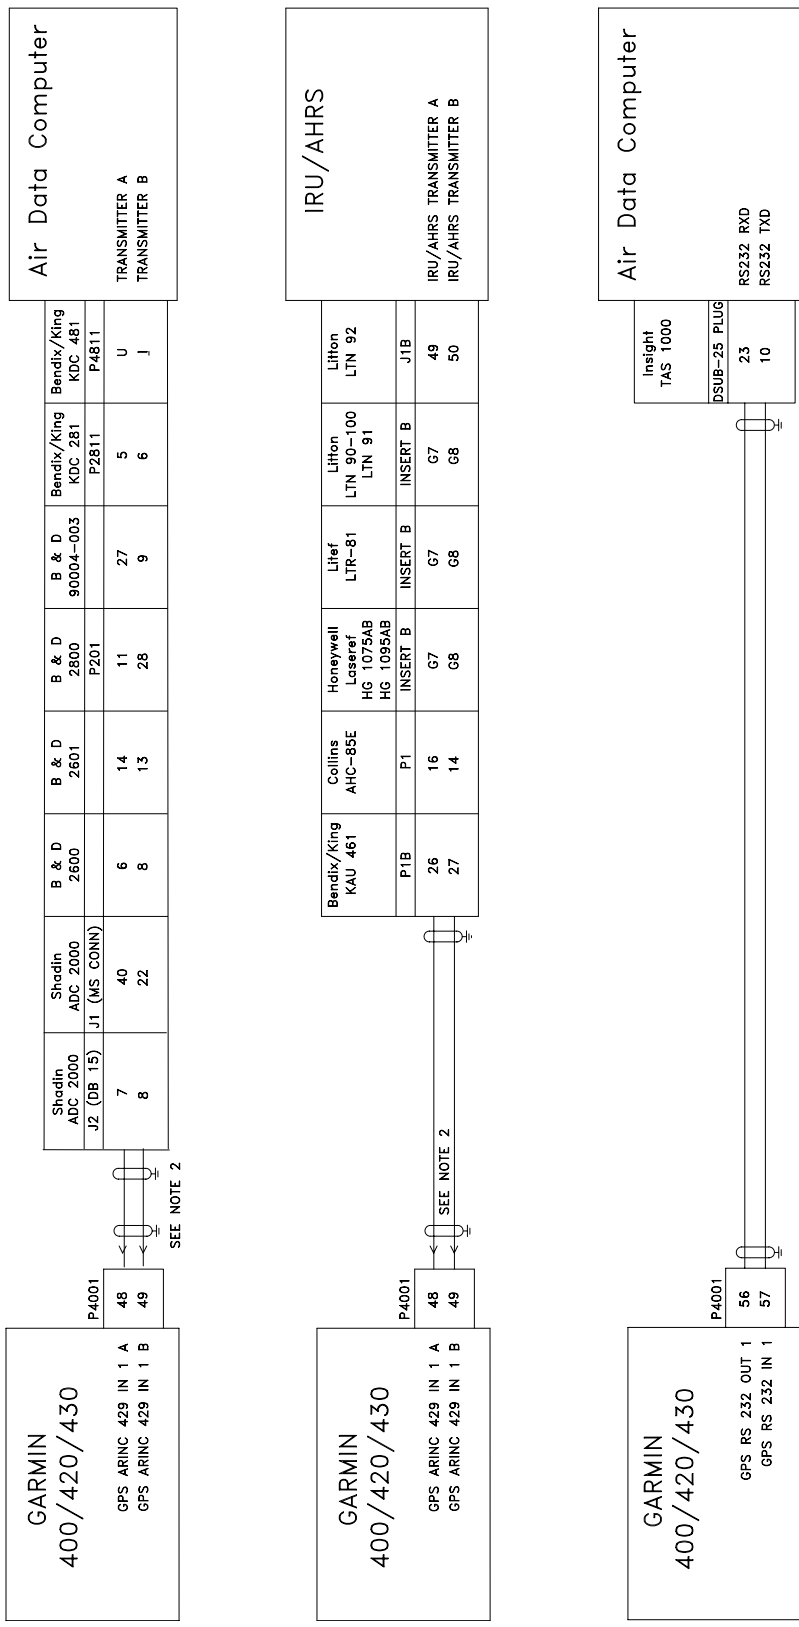 GARMIN
400/420/430
P4001
GPS ARINC 429 IN 1 A 48
GPS ARINC 429 IN 1 B 49
SEE NOTE 2
Shadin
ADC 2000
J2 (DB 15)
7
8
Shadin
ADC 2000
J1 (MS CONN)
40
22
B & D
2600
6
8
B & D
2601
14
13
B & D
2800
P201
11
28
B & D
90004-003
27
9
Bendix/King
KDC 281
P2811
5
6
Bendix/King
KDC 481
P4811
U
Air Data Computer
TRANSMITTER A
TRANSMITTER B
GARMIN
400/420/430
P4001
GPS ARINC 429 IN 1 A 48
GPS ARINC 429 IN 1 B 49
SEE NOTE 2
Bendix/King
KAU 461
P1B
26
27
Collins
AHC-85E
P1
16
14
Honeywell
Laseref
HG 1075AB
HG 1095AB
INSERT B
G7
G8
Litef
LTR-81
INSERT B
G7
G8
Litton
LTN 90-100
LTN 91
INSERT B
G7
G8
Litton
LTN 92
J1B
49
50
IRU/AHRS
IRU/AHRS TRANSMITTER A
IRU/AHRS TRANSMITTER B
GARMIN
400/420/430
P4001
GPS RS 232 OUT 1 56
GPS RS 232 IN 1 57
Insight
TAS 1000
DSUB-25 PLUG
23
10
Air Data Computer
RS232 RXD
RS232 TXD